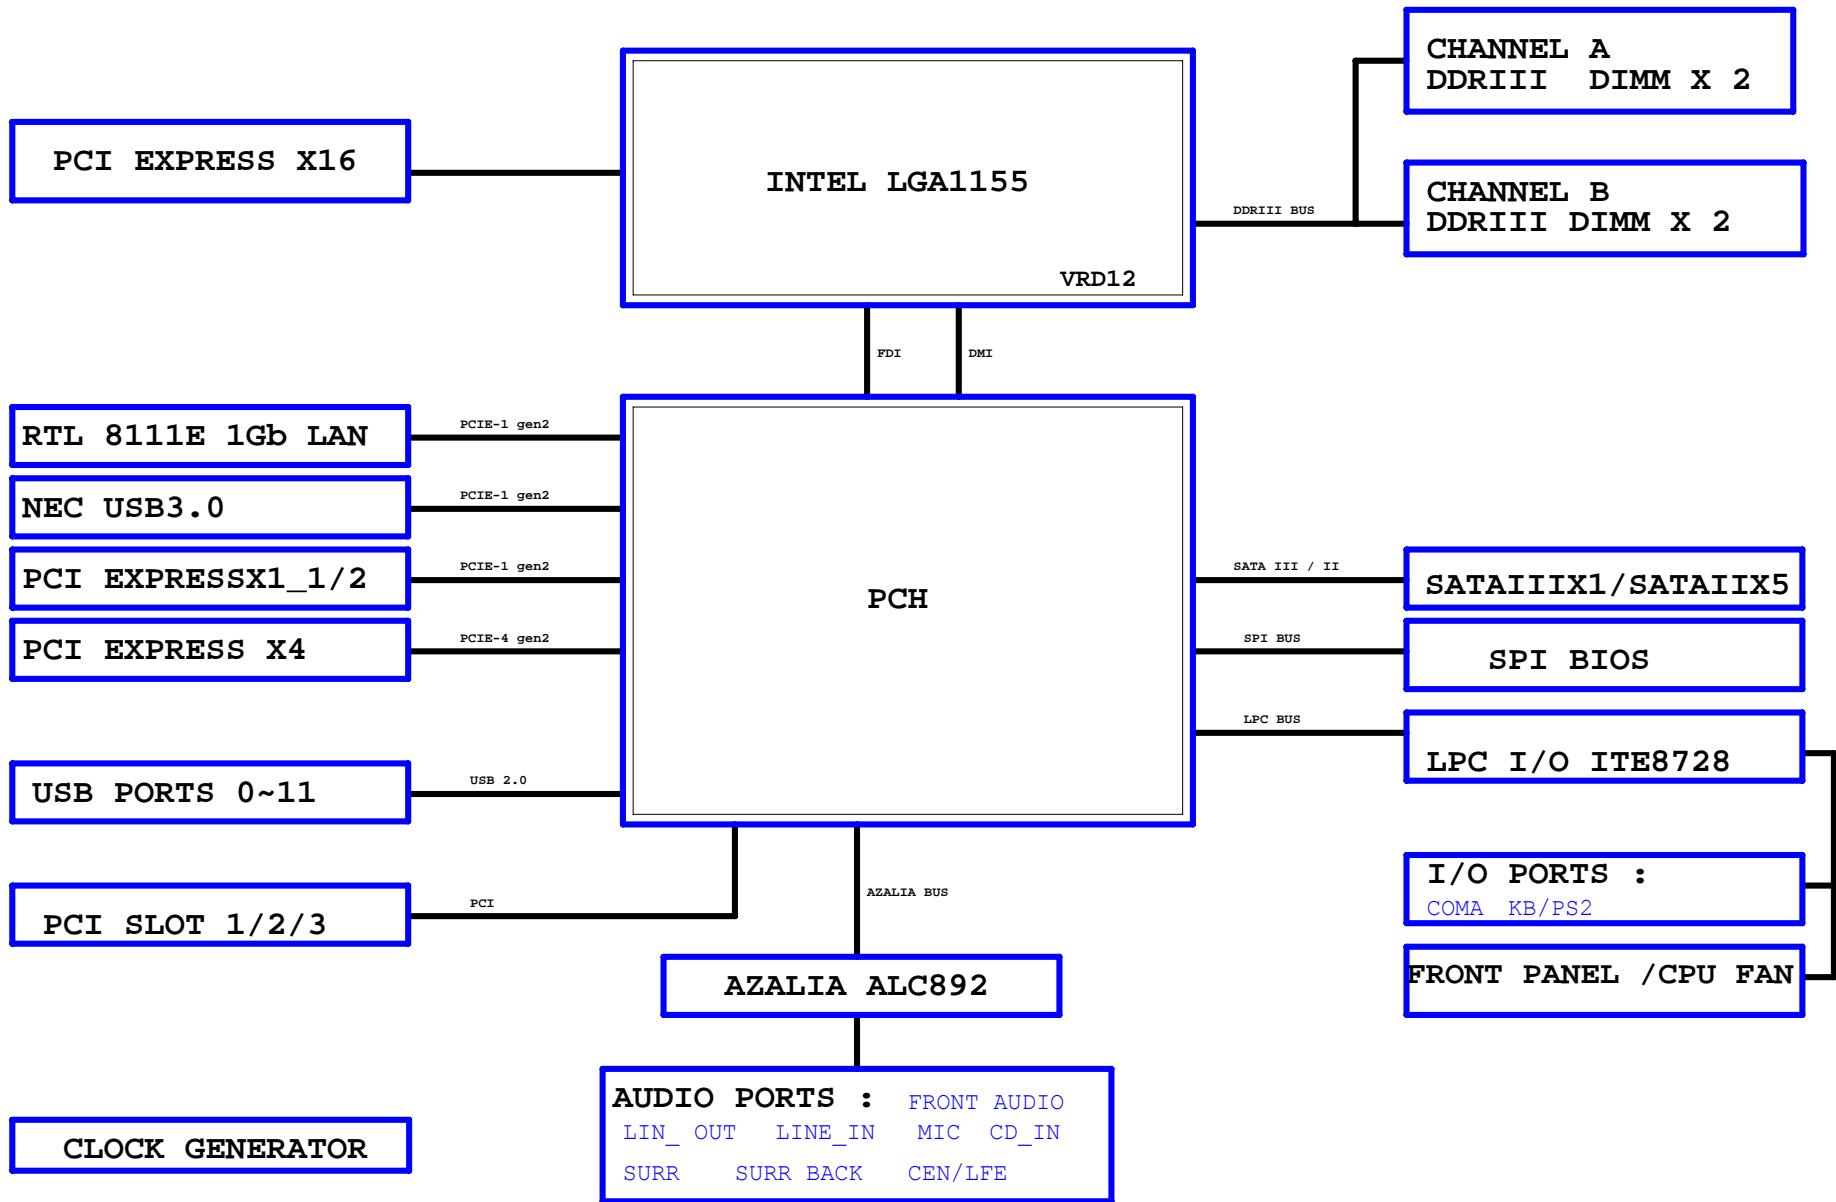 CHANNEL A
DDRIII DIMM X 2
PCI EXPRESS X16
INTEL LGA1155
CHANNEL B
DDRIII DIMM X 2
DDRIII BUS
VRD12
FDI
DMI
RTL 8111E 1Gb LAN
PCIE-1 gen2
NEC USB3.0
PCIE-1 gen2
PCI EXPRESSX1_1/2
PCIE-1 gen2
PCH
SATA III / II
SATAIIIX1/SATAIIX5
PCI EXPRESS X4
PCIE-4 gen2
SPI BUS
SPI BIOS
LPC BUS
LPC I/O ITE8728
USB PORTS 0~11
USB 2.0
I/O PORTS :
COMA KB/PS2
PCI SLOT 1/2/3
PCI
AZALIA BUS
FRONT PANEL /CPU FAN
AZALIA ALC892
AUDIO PORTS : FRONT AUDIO
LIN_ OUT LINE_IN MIC CD_IN
SURR SURR BACK CEN/LFE
CLOCK GENERATOR